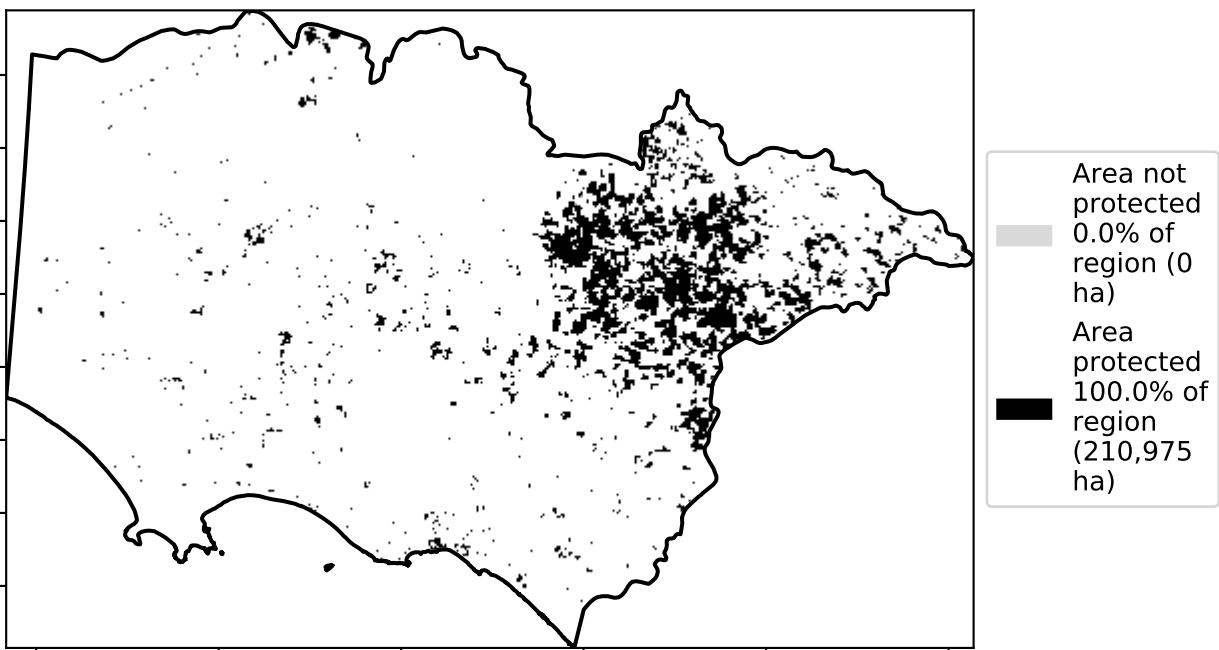 Area not
protected
0.0% of
region (0
ha)
Area
protected
100.0% of
region
(210,975
ha)